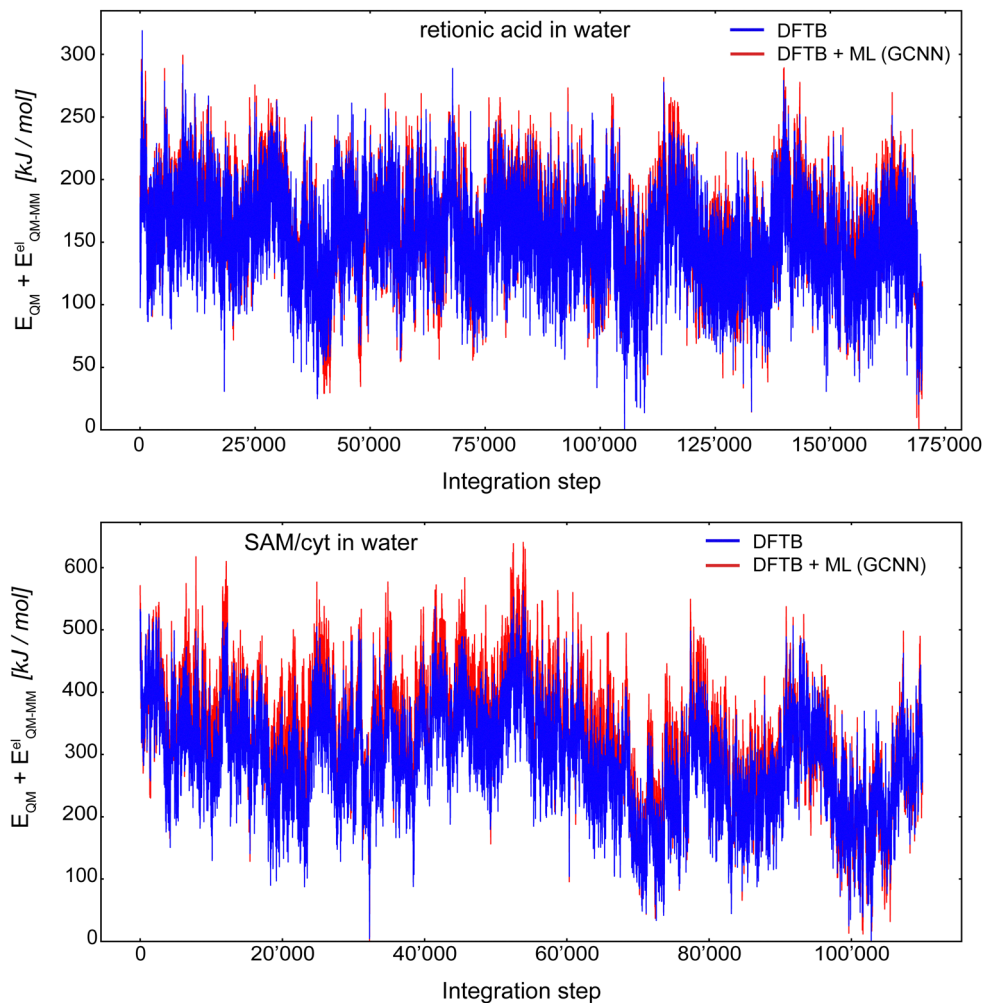 retionic acid in water
DFTB
DFTB + ML (GCNN)
E_QM + E^el_QM-MM [kJ / mol]
300
250
200
150
100
50
0
0 25'000 50'000 75'000 100'000 125'000 150'000 175'000
Integration step
SAM/cyt in water
DFTB
DFTB + ML (GCNN)
E_QM + E^el_QM-MM [kJ / mol]
600
500
400
300
200
100
0
0 20'000 40'000 60'000 80'000 100'000
Integration step